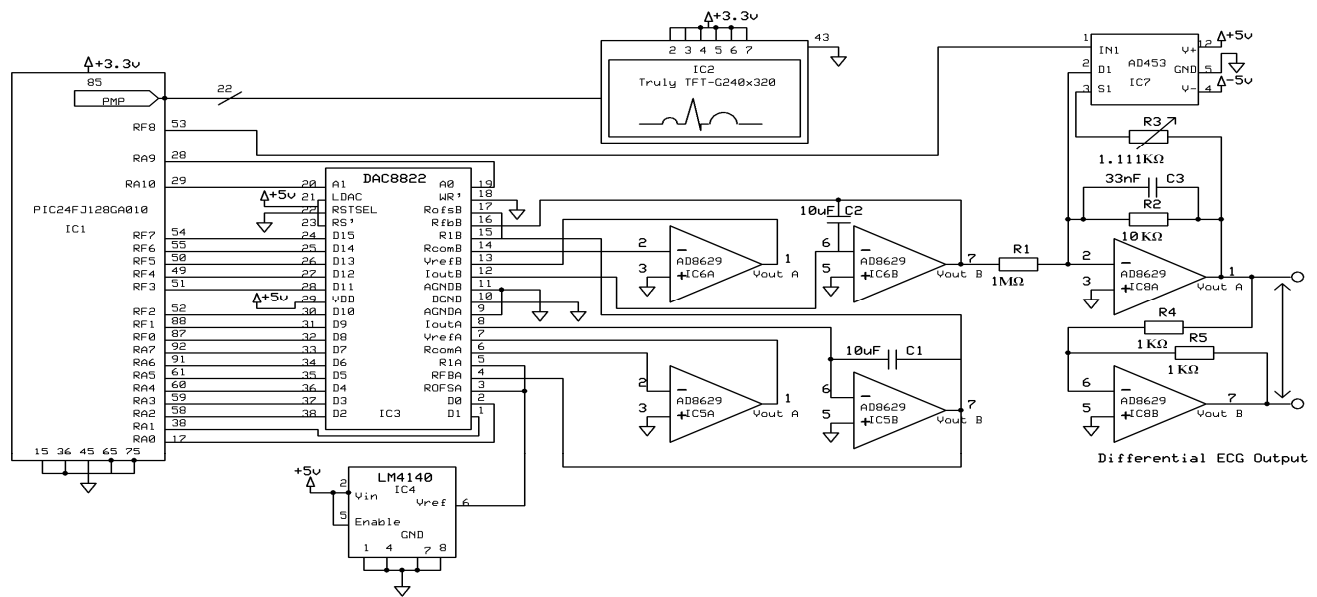 +3.3v
85
PMP
22
PIC24FJ128GA010
IC1
RF8 53
RA9 28
RA10 29
RF7 54
RF6 55
RF5 50
RF4 49
RF3 51
RF2 52
RF1 88
RF0 87
RA7 92
RA6 91
RA5 61
RA4 60
RA3 59
RA2 58
RA1 38
RA0 17
15 36 45 65 75
+3.3v
2 3 4 5 6 7
43
IC2
Truly TFT-G240x320
DAC8822
IC3
+5v
+5v
20 A1
21 LDAC
22 RSTSEL
23 RS'
24 D15
25 D14
26 D13
27 D12
28 D11
29 VDD
30 D10
31 D9
32 D8
33 D7
34 D6
35 D5
36 D4
37 D3
38 D2
A0 19
WR' 18
RofsB 17
RfbB 16
R1B 15
RcomB 14
VrefB 13
IoutB 12
AGNDB 11
DGND 10
AGNDA 9
IoutA 8
VrefA 7
RcomA 6
R1A 5
RFBA 4
ROFSA 3
D0 2
D1 1
+5v
LM4140
IC4
2 Vin
Vref 6
5 Enable
GND
1 4 7 8
2
3
AD8629
IC6A
1
Vout A
10uF C2
6
5
AD8629
IC6B
7
Vout B
2
3
AD8629
IC5A
1
Vout A
10uF C1
6
5
AD8629
IC5B
7
Vout B
R1
1MΩ
1 IN1
2 D1
3 S1
AD453
IC7
V+ 12 +5v
GND 5
V- 4 -5v
R3
1.111KΩ
33nF C3
R2
10KΩ
2
3
AD8629
IC8A
1
Vout A
R4
1KΩ
R5
1KΩ
6
5
AD8629
IC8B
7
Vout B
Differential ECG Output